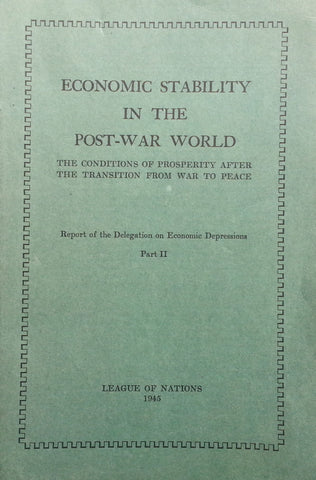 ECONOMIC STABILITY
IN THE
POST-WAR WORLD
THE CONDITIONS OF PROSPERITY AFTER
THE TRANSITION FROM WAR TO PEACE
Report of the Delegation on Economic Depressions
Part II
LEAGUE OF NATIONS
1945